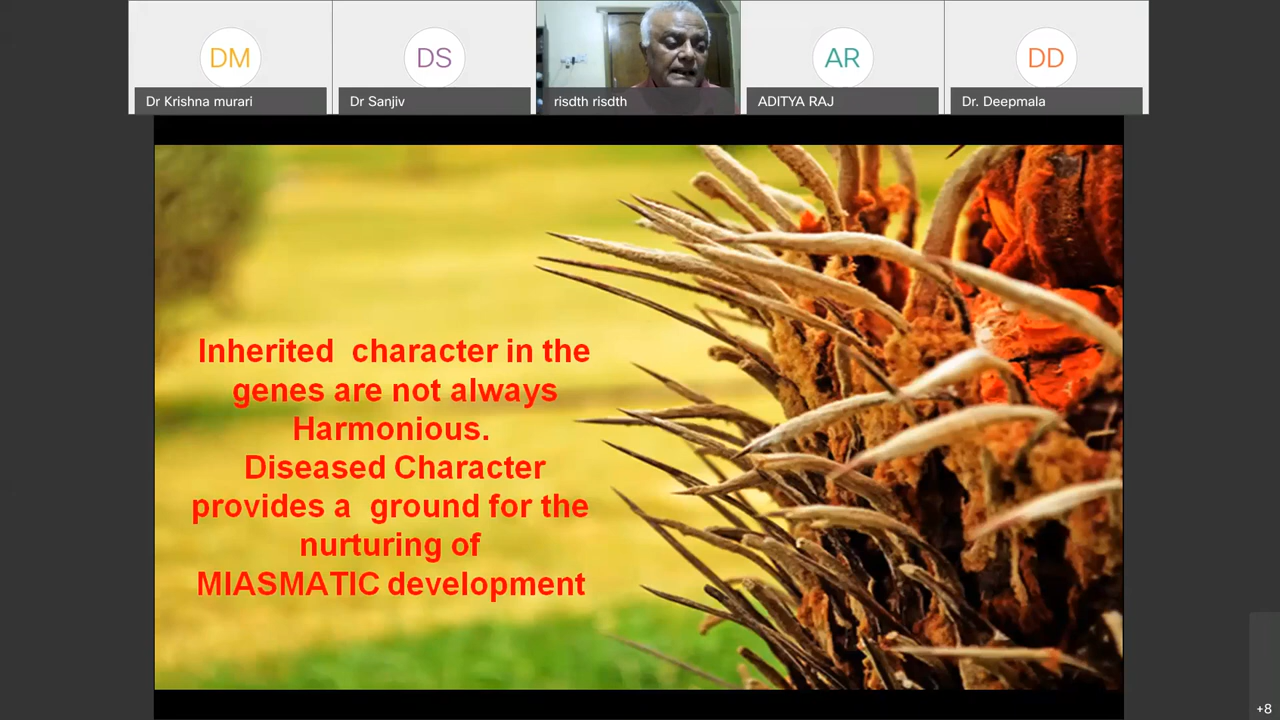 DM
DS
AR
DD
Dr Krishna murari
Dr Sanjiv
risdth risdth
ADITYA RAJ
Dr. Deepmala
Inherited character in the
genes are not always
Harmonious.
Diseased Character
provides a ground for the
nurturing of
MIASMATIC development
+8